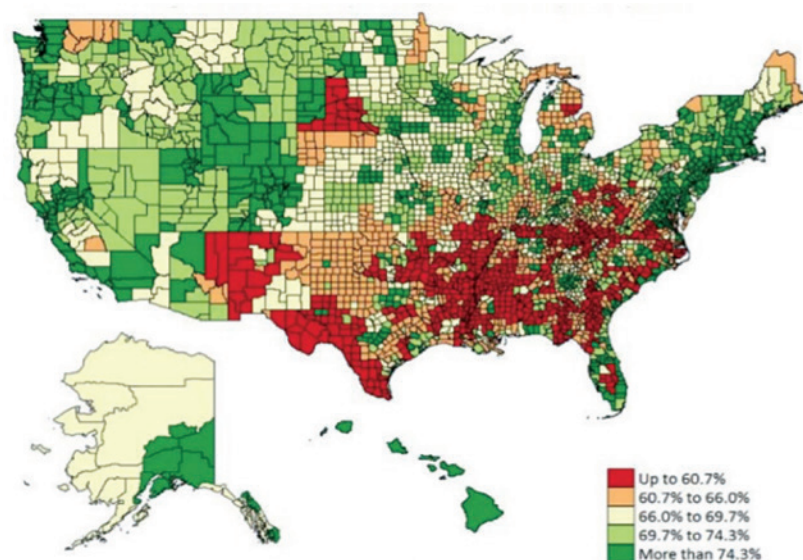 Up to 60.7%
60.7% to 66.0%
66.0% to 69.7%
69.7% to 74.3%
More than 74.3%